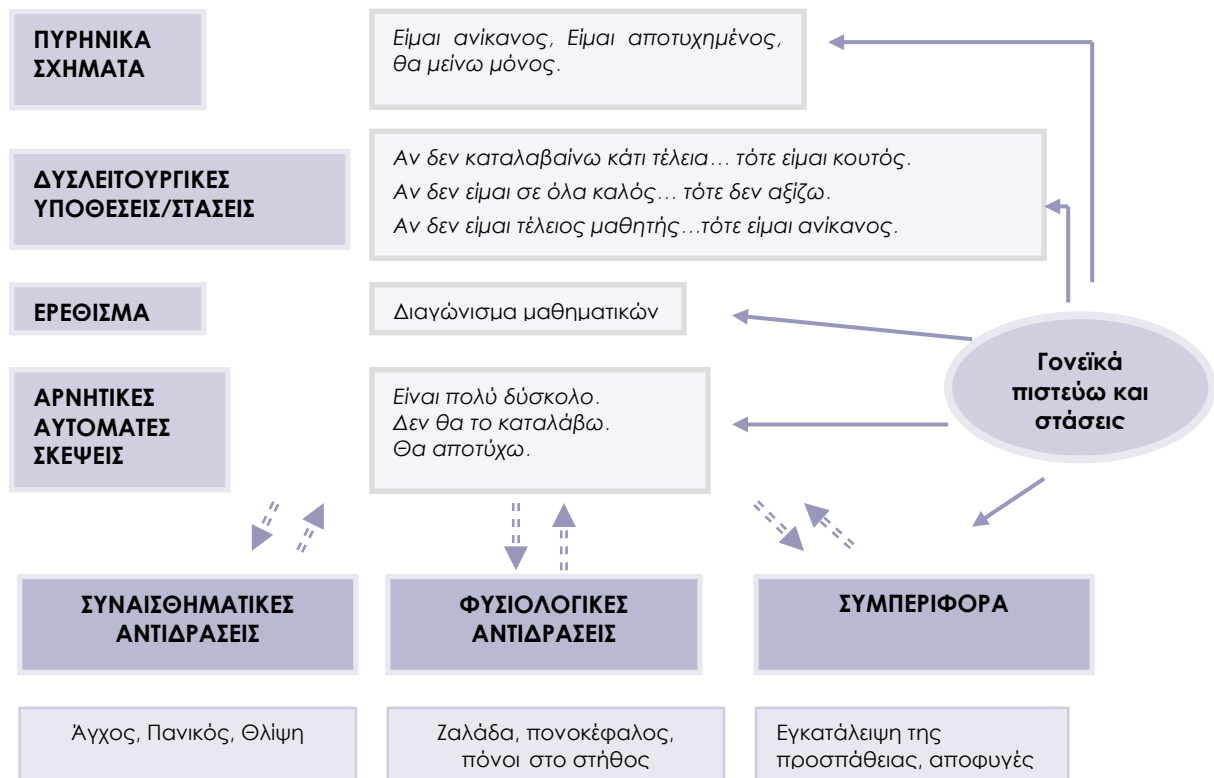 ΠΥΡΗΝΙΚΑ
ΣΧΗΜΑΤΑ
Είμαι ανίκανος, Είμαι αποτυχημένος,
θα μείνω μόνος.
ΔΥΣΛΕΙΤΟΥΡΓΙΚΕΣ
ΥΠΟΘΕΣΕΙΣ/ΣΤΑΣΕΙΣ
Αν δεν καταλαβαίνω κάτι τέλεια… τότε είμαι κουτός.
Αν δεν είμαι σε όλα καλός… τότε δεν αξίζω.
Αν δεν είμαι τέλειος μαθητής…τότε είμαι ανίκανος.
ΕΡΕΘΙΣΜΑ
Διαγώνισμα μαθηματικών
Γονεϊκά
πιστεύω και
στάσεις
ΑΡΝΗΤΙΚΕΣ
ΑΥΤΟΜΑΤΕΣ
ΣΚΕΨΕΙΣ
Είναι πολύ δύσκολο.
Δεν θα το καταλάβω.
Θα αποτύχω.
ΣΥΝΑΙΣΘΗΜΑΤΙΚΕΣ
ΑΝΤΙΔΡΑΣΕΙΣ
ΦΥΣΙΟΛΟΓΙΚΕΣ
ΑΝΤΙΔΡΑΣΕΙΣ
ΣΥΜΠΕΡΙΦΟΡΑ
Άγχος, Πανικός, Θλίψη
Ζαλάδα, πονοκέφαλος,
πόνοι στο στήθος
Εγκατάλειψη της
προσπάθειας, αποφυγές